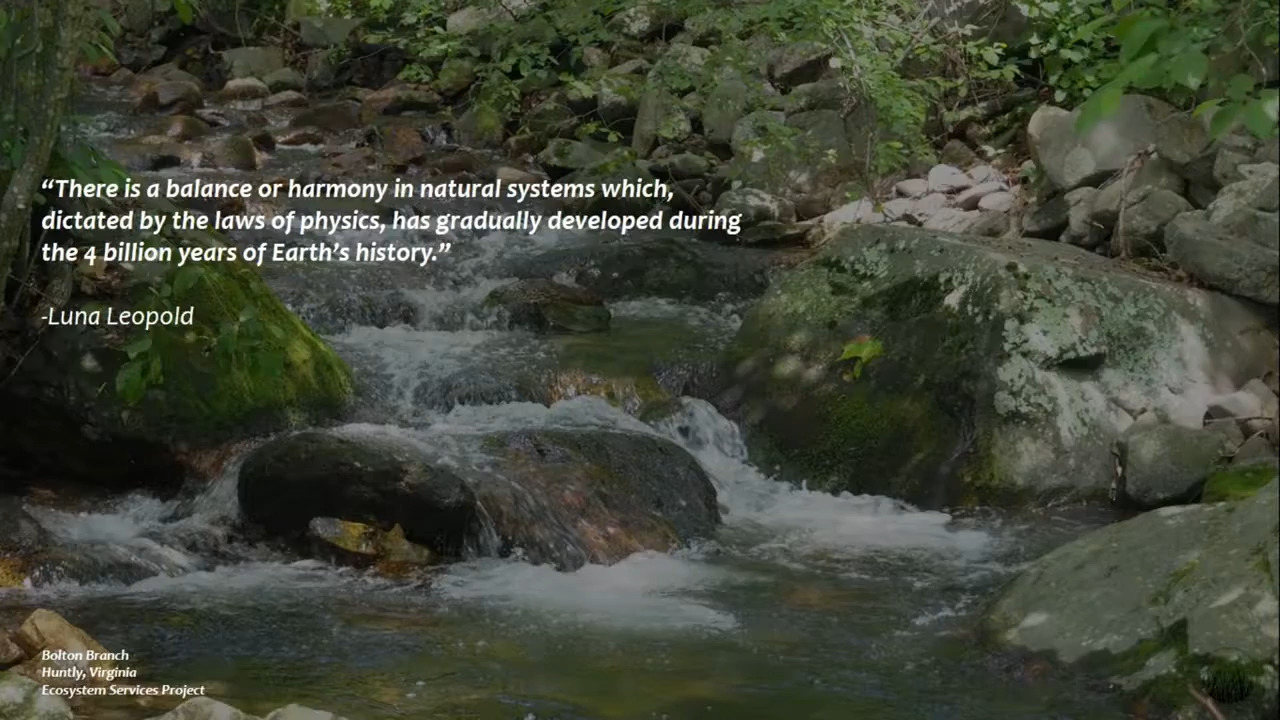 “There is a balance or harmony in natural systems which,
dictated by the laws of physics, has gradually developed during
the 4 billion years of Earth’s history.”
-Luna Leopold
Bolton Branch
Huntly, Virginia
Ecosystem Services Project